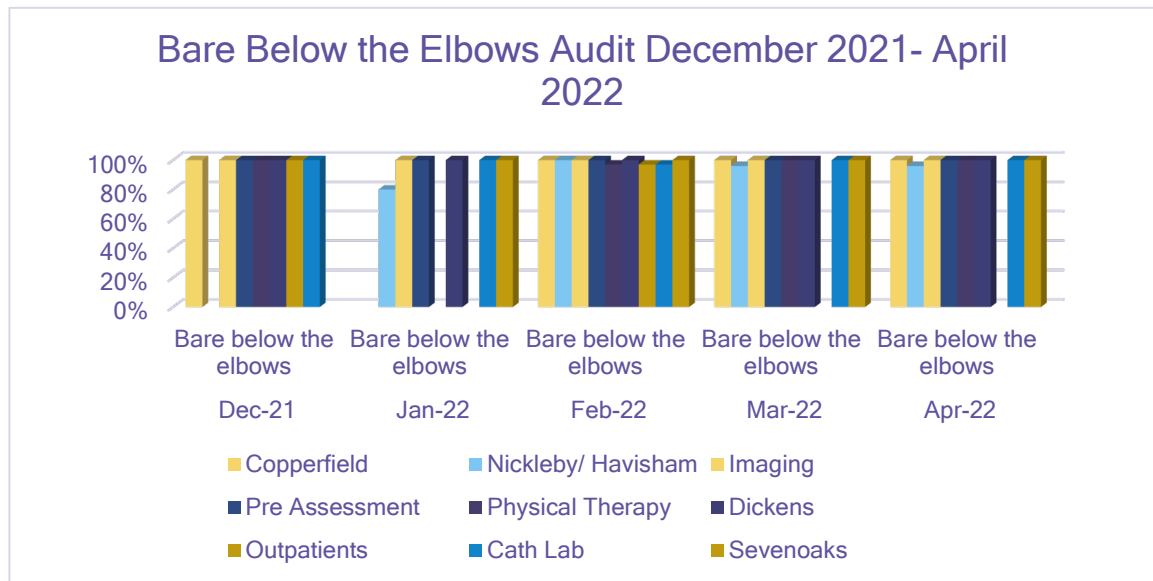 Bare Below the Elbows Audit December 2021- April
2022
100%
80%
60%
40%
20%
0%
Bare below the
elbows
Bare below the
elbows
Bare below the
elbows
Bare below the
elbows
Bare below the
elbows
Dec-21
Jan-22
Feb-22
Mar-22
Apr-22
Copperfield
Nickleby/ Havisham
Imaging
Pre Assessment
Physical Therapy
Dickens
Outpatients
Cath Lab
Sevenoaks